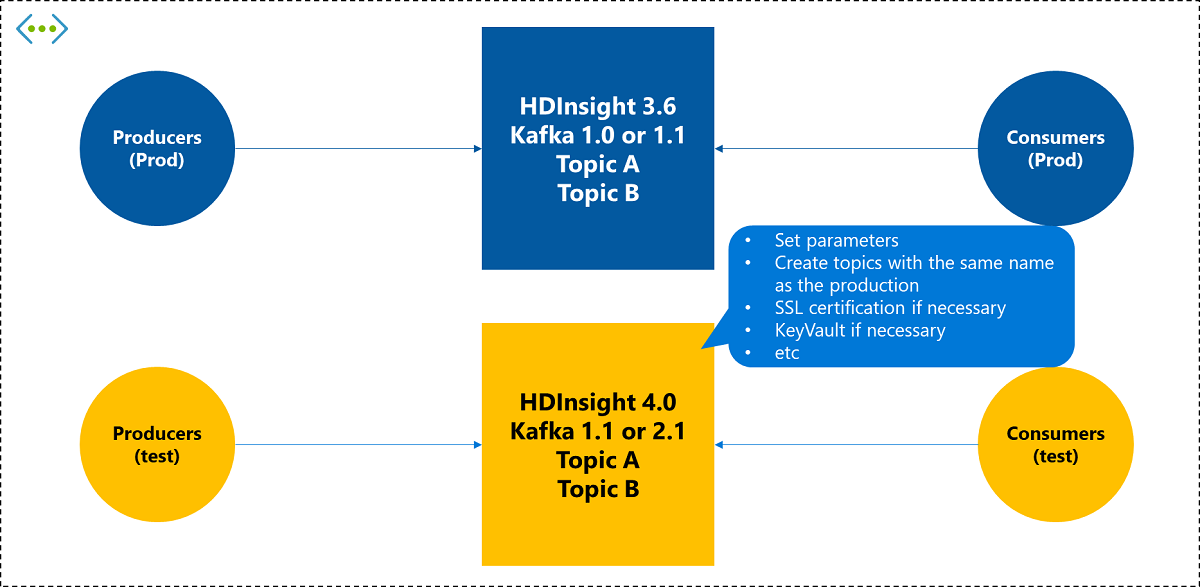 Producers
(Prod)
HDInsight 3.6
Kafka 1.0 or 1.1
Topic A
Topic B
Consumers
(Prod)
• Set parameters
• Create topics with the same name
as the production
• SSL certification if necessary
• KeyVault if necessary
• etc
Producers
(test)
HDInsight 4.0
Kafka 1.1 or 2.1
Topic A
Topic B
Consumers
(test)